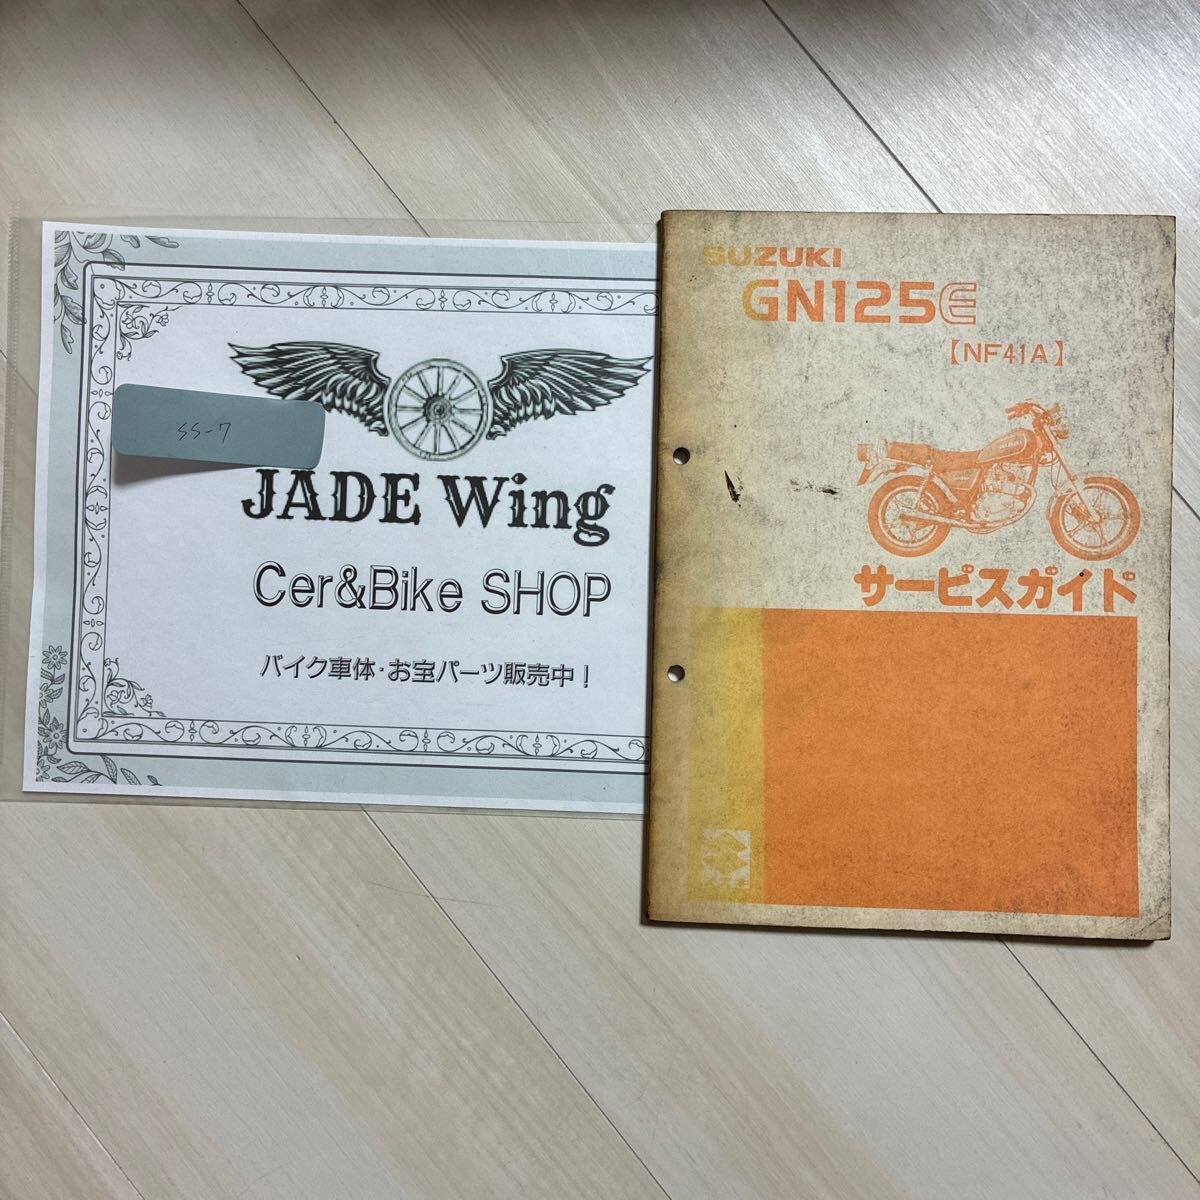 SS-7
JADE Wing
Cer&Bike SHOP
バイク車体・お宝パーツ販売中！
SUZUKI
GN125E
【NF41A】
サービスガイド